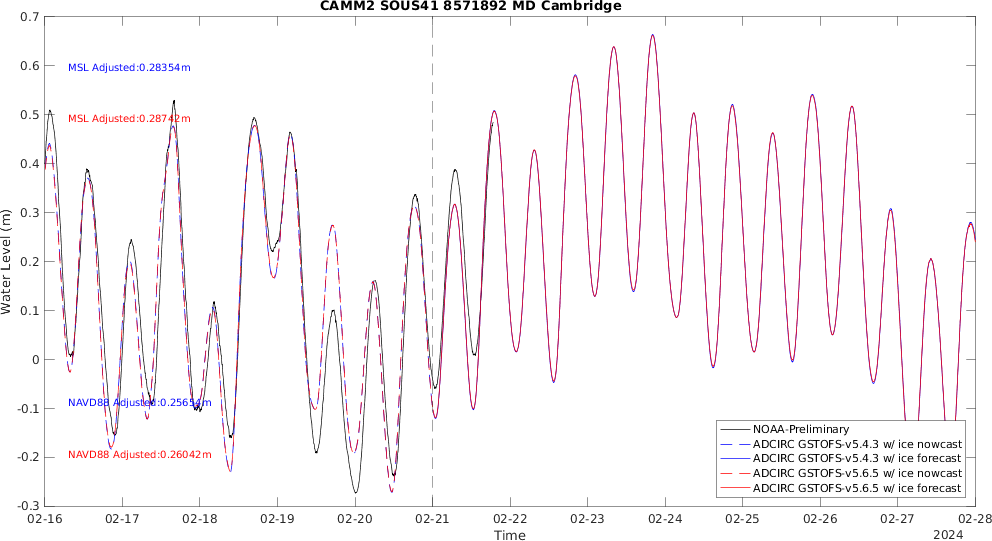 CAMM2 SOUS41 8571892 MD Cambridge
0.7
0.6
0.5
0.4
0.3
0.2
0.1
0
-0.1
-0.2
-0.3
Water Level (m)
MSL Adjusted:0.28354m
MSL Adjusted:0.28742m
NAVD88 Adjusted:0.25654m
NAVD88 Adjusted:0.26042m
NOAA-Preliminary
ADCIRC GSTOFS-v5.4.3 w/ ice nowcast
ADCIRC GSTOFS-v5.4.3 w/ ice forecast
ADCIRC GSTOFS-v5.6.5 w/ ice nowcast
ADCIRC GSTOFS-v5.6.5 w/ ice forecast
02-16 02-17 02-18 02-19 02-20 02-21 02-22 02-23 02-24 02-25 02-26 02-27 02-28
Time
2024